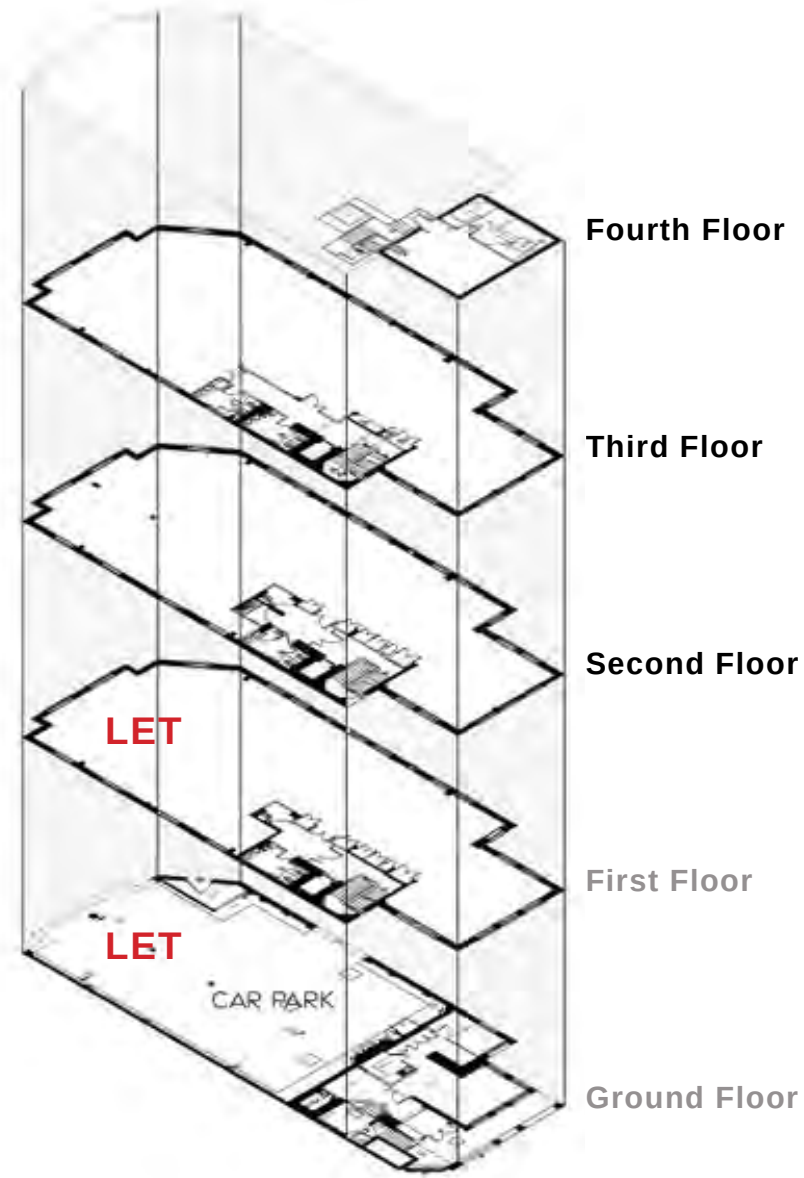 Fourth Floor
Third Floor
Second Floor
LET
First Floor
LET
CAR PARK
Ground Floor